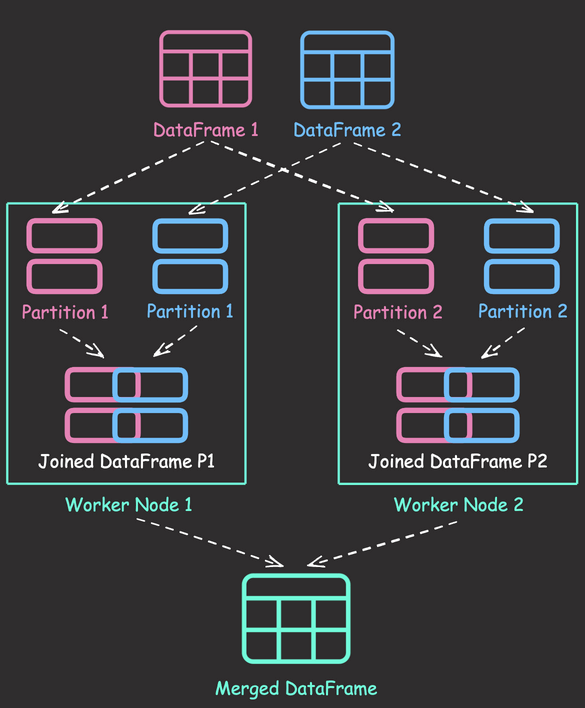 DataFrame 1
DataFrame 2
Partition 1
Partition 1
Partition 2
Partition 2
Joined DataFrame P1
Joined DataFrame P2
Worker Node 1
Worker Node 2
Merged DataFrame